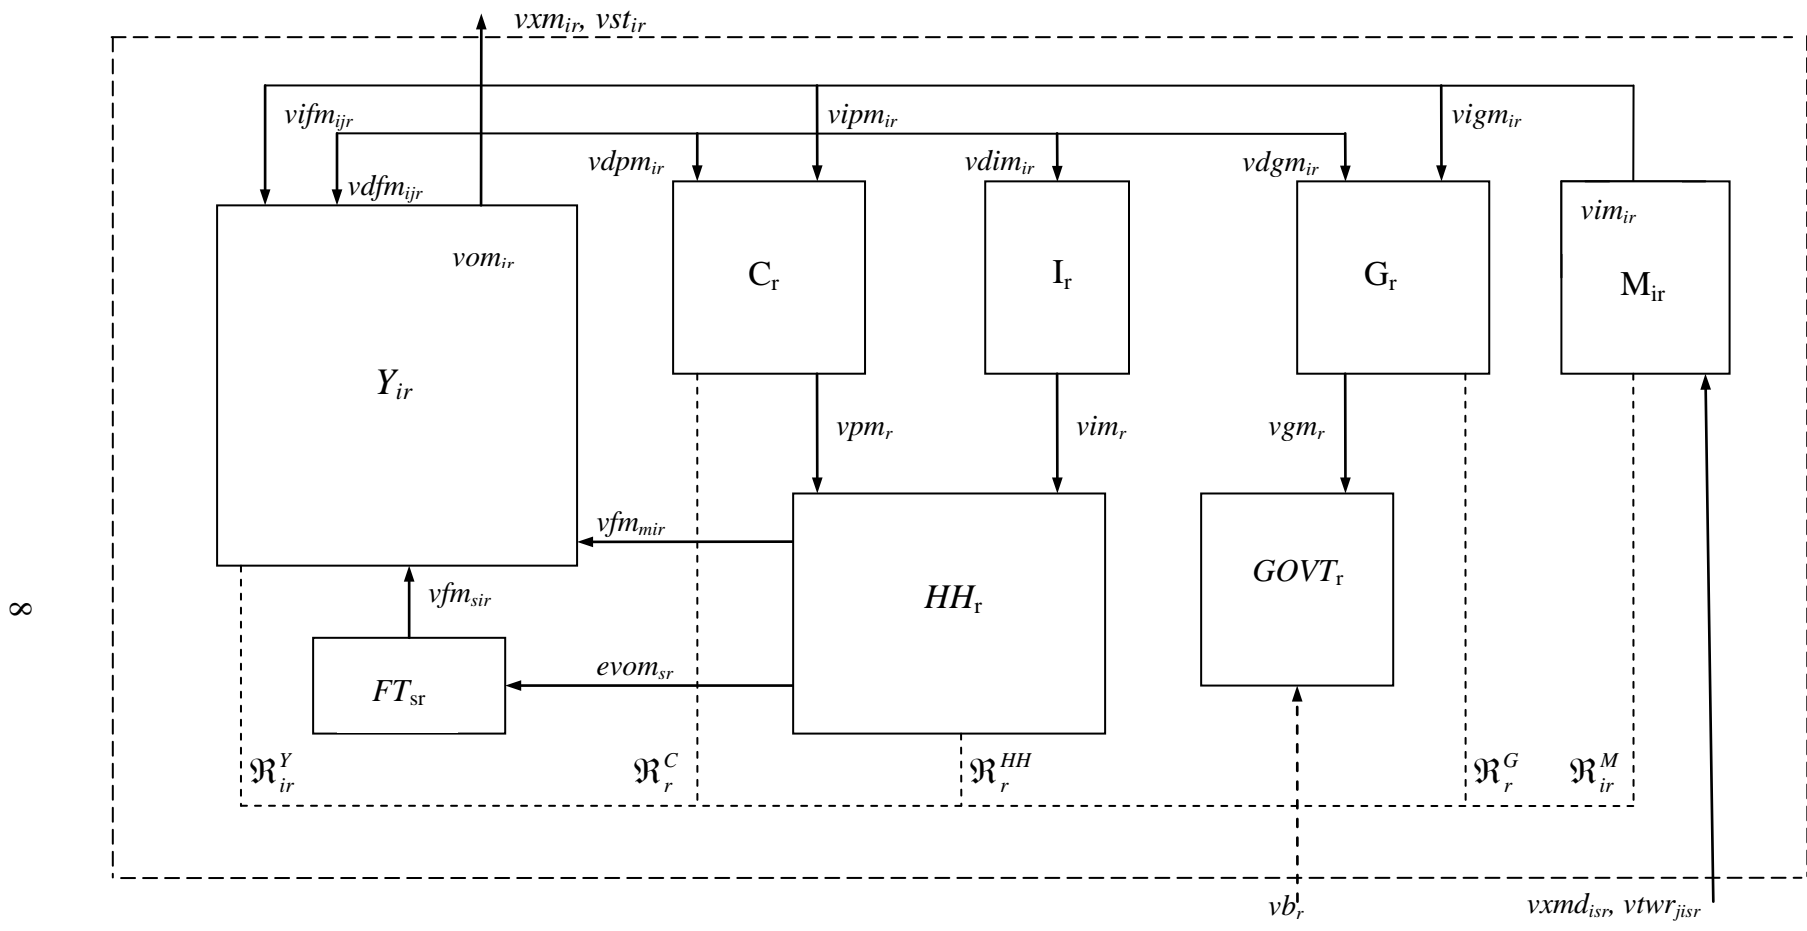 vxm_ir, vst_ir
vifm_ijr
vipm_ir
vigm_ir
vdpm_ir
vdim_ir
vdgm_ir
vdfm_ijr
vim_ir
vom_ir
C_r
I_r
G_r
M_ir
Y_ir
vpm_r
vim_r
vgm_r
vfm_mir
GOVT_r
HH_r
vfm_sir
8
evom_sr
FT_sr
ℜ^Y_ir
ℜ^C_r
ℜ^HH_r
ℜ^G_r
ℜ^M_ir
vb_r
vxmd_isr, vtwr_jisr